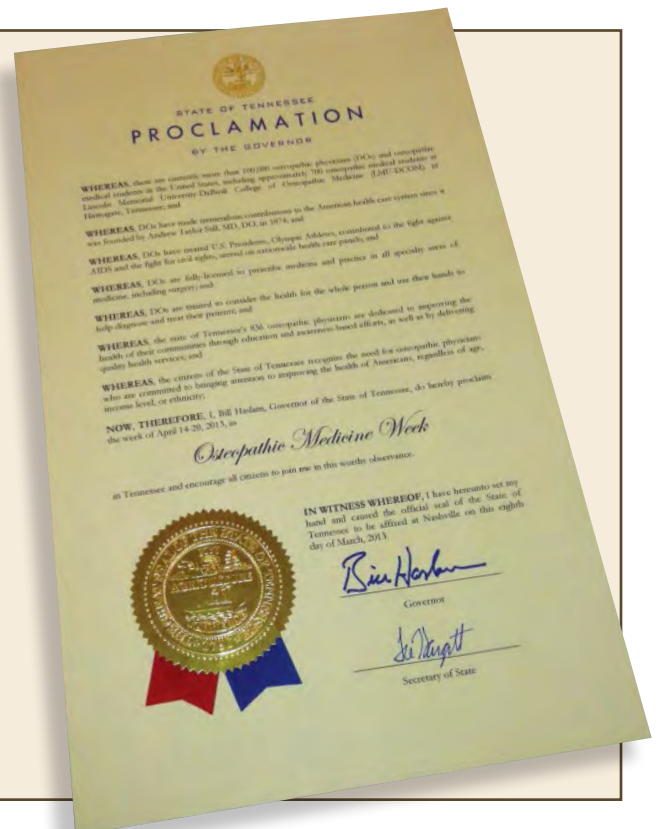 STATE OF TENNESSEE
PROCLAMATION
BY THE GOVERNOR
WHEREAS, there are currently more than 100,000 osteopathic physicians (DOs) and osteopathic
medical students in the United States, including approximately 700 osteopathic medical students at
Lincoln Memorial University-DeBusk College of Osteopathic Medicine (LMU-DCOM) in
Harrogate, Tennessee; and
WHEREAS, DOs have made tremendous contributions to the American health care system since it
was founded by Andrew Taylor Still, MD, DO, in 1874; and
WHEREAS, DOs have treated U.S. Presidents, Olympic Athletes, contributed to the fight against
AIDS and the fight for civil rights, served on nationwide health care panels; and
WHEREAS, DOs are fully-licensed to prescribe medicine and practice in all specialty areas of
medicine, including surgery; and
WHEREAS, DOs are trained to consider the health for the whole person and use their hands to
help diagnose and treat their patients; and
WHEREAS, the state of Tennessee's 836 osteopathic physicians are dedicated to improving the
health of their communities through education and awareness-based efforts, as well as by delivering
quality health services; and
WHEREAS, the citizens of the State of Tennessee recognize the need for osteopathic physicians
who are committed to bringing attention to improving the health of Americans, regardless of age,
income level, or ethnicity;
NOW, THEREFORE, I, Bill Haslam, Governor of the State of Tennessee, do hereby proclaim
the week of April 14-20, 2013, as
Osteopathic Medicine Week
in Tennessee and encourage all citizens to join me in this worthy observance.
IN WITNESS WHEREOF, I have hereunto set my
hand and caused the official seal of the State of
Tennessee to be affixed at Nashville on this eighth
day of March, 2013.
AGRICULTURE
Bill Haslam
Governor
Tre Hargett
Secretary of State